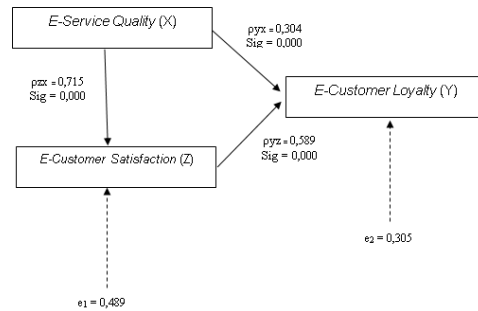 E-Service Quality (X)
ρyx = 0,304
Sig = 0,000
ρzx = 0,715
Sig = 0,000
E-Customer Loyalty (Y)
ρyz = 0,589
Sig = 0,000
E-Customer Satisfaction (Z)
e2 = 0,305
e1 = 0,489